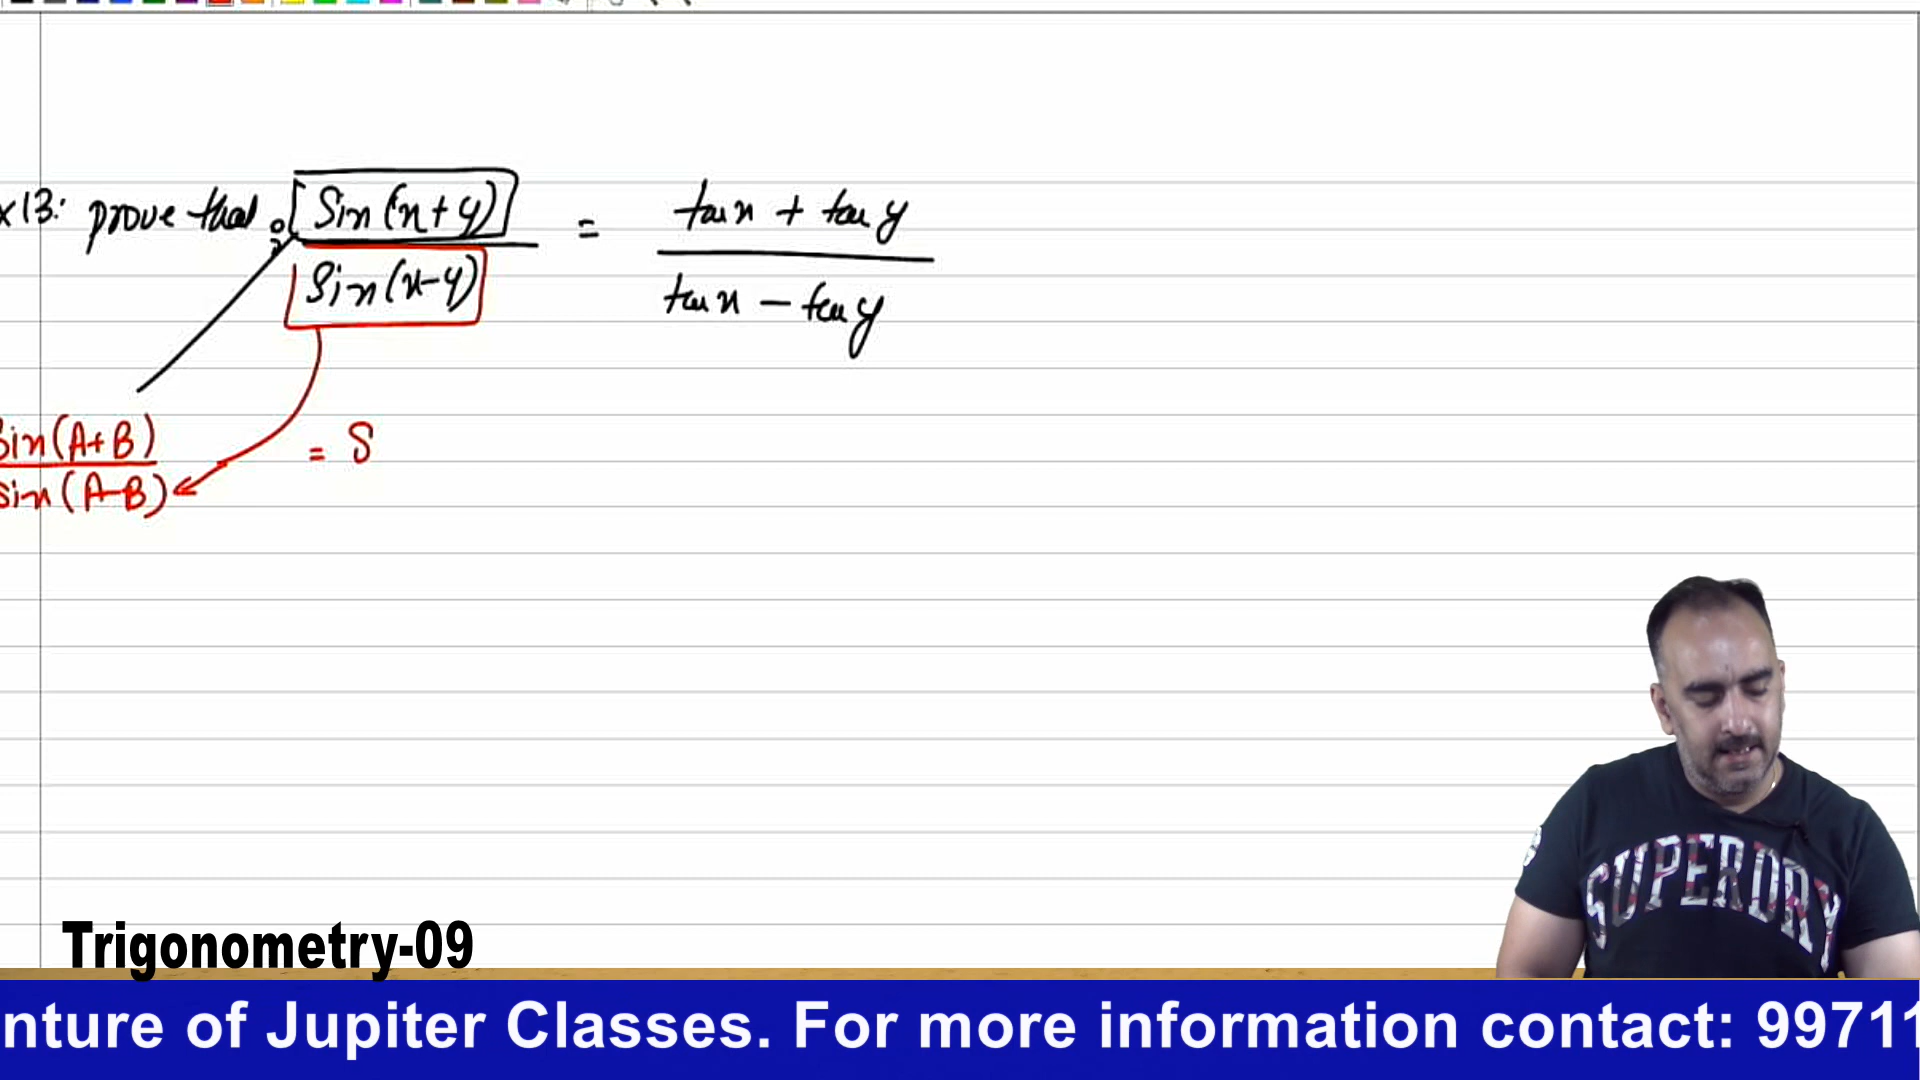 x13: prove that : Sin(x+y) / Sin(x-y) = tan x + tan y / tan x - tan y
Sin(A+B) / Sin(A-B) = S
SUPERDRY
Trigonometry-09
nture of Jupiter Classes. For more information contact: 99711